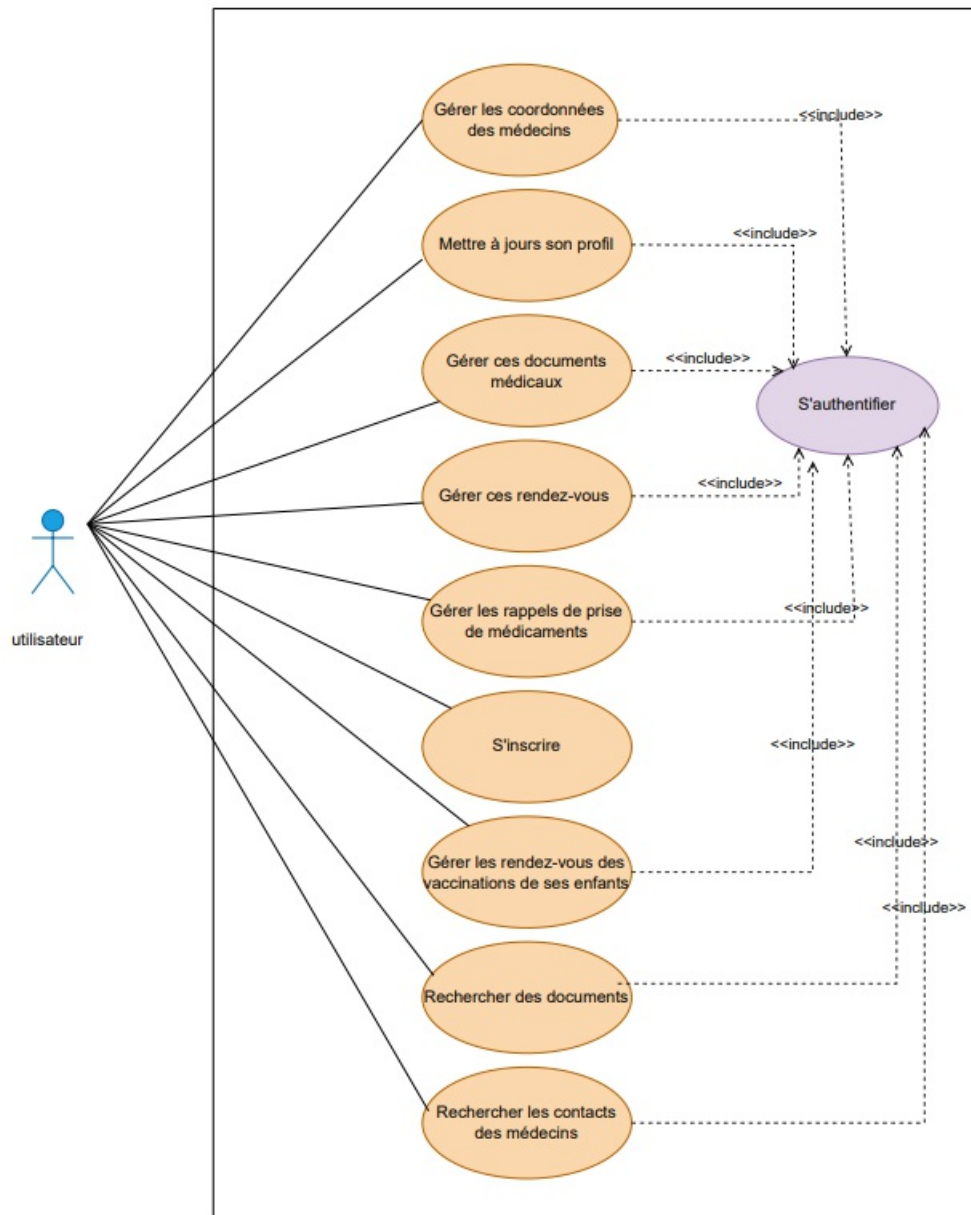 Gérer les coordonnées
des médecins
<<include>>
Mettre à jours son profil
<<include>>
Gérer ces documents
médicaux
<<include>>
S'authentifier
Gérer ces rendez-vous
<<include>>
utilisateur
Gérer les rappels de prise
de médicaments
<<include>>
S'inscrire
<<include>>
Gérer les rendez-vous des
vaccinations de ses enfants
<<include>>
<<include>>
Rechercher des documents
Rechercher les contacts
des médecins